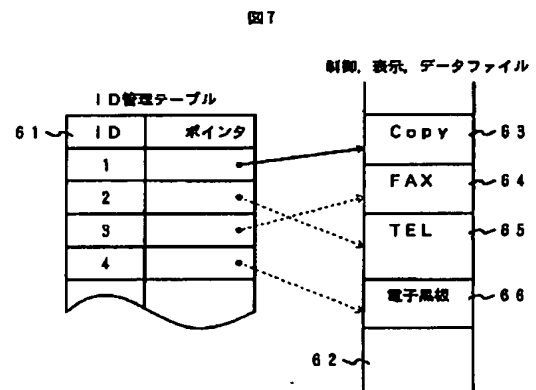 図7
制御，表示，データファイル
ＩＤ管理テーブル
61 ＩＤ ポインタ
1
2
3
4
Copy 63
FAX 64
TEL 65
電子黒板 66
62